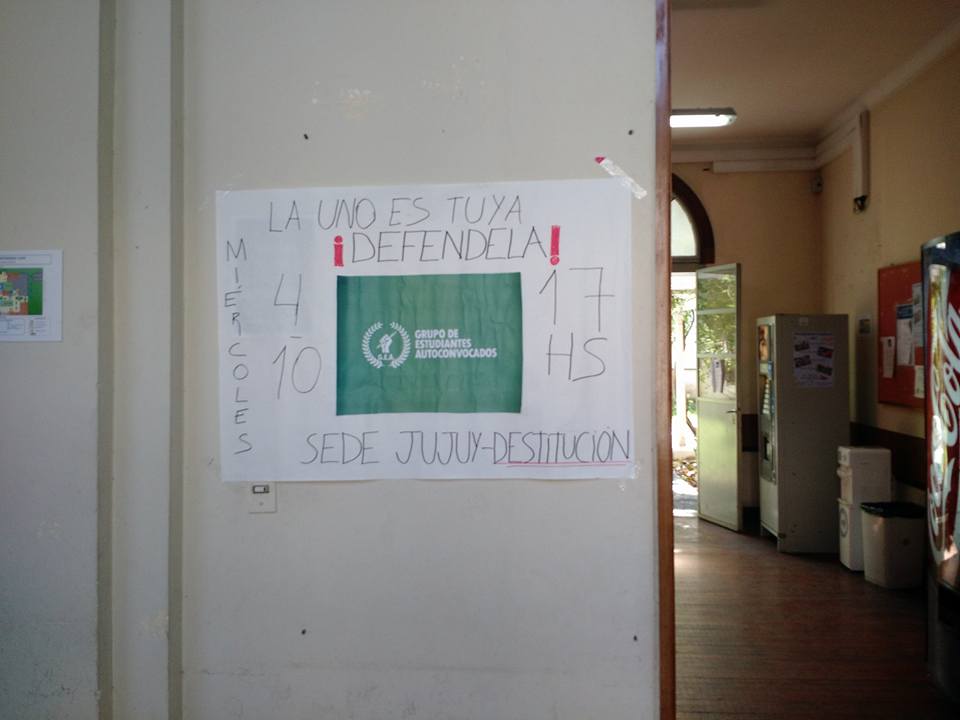 LA UNO ES TUYA
¡DEFENDELA!
MIÉRCOLES
4
10
GRUPO DE
ESTUDIANTES
AUTOCONVOCADOS
G.E.A
17
HS
SEDE JUJUY-DESTITUCIÓN
Coca-Cola